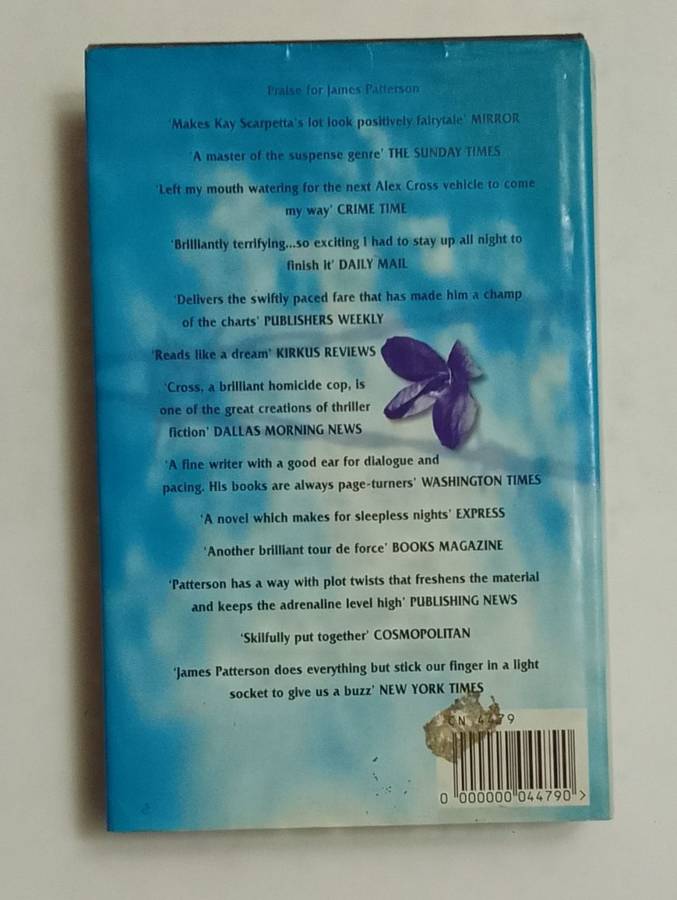 Praise for James Patterson
'Makes Kay Scarpetta's lot look positively fairytale' MIRROR
'A master of the suspense genre' THE SUNDAY TIMES
'Left my mouth watering for the next Alex Cross vehicle to come
my way' CRIME TIME
'Brilliantly terrifying...so exciting I had to stay up all night to
finish it' DAILY MAIL
'Delivers the swiftly paced fare that has made him a champ
of the charts' PUBLISHERS WEEKLY
'Reads like a dream' KIRKUS REVIEWS
'Cross, a brilliant homicide cop, is
one of the great creations of thriller
fiction' DALLAS MORNING NEWS
'A fine writer with a good ear for dialogue and
pacing. His books are always page-turners' WASHINGTON TIMES
'A novel which makes for sleepless nights' EXPRESS
'Another brilliant tour de force' BOOKS MAGAZINE
'Patterson has a way with plot twists that freshens the material
and keeps the adrenaline level high' PUBLISHING NEWS
'Skilfully put together' COSMOPOLITAN
'James Patterson does everything but stick our finger in a light
socket to give us a buzz' NEW YORK TIMES
CN 4479
0 000000 044790 >